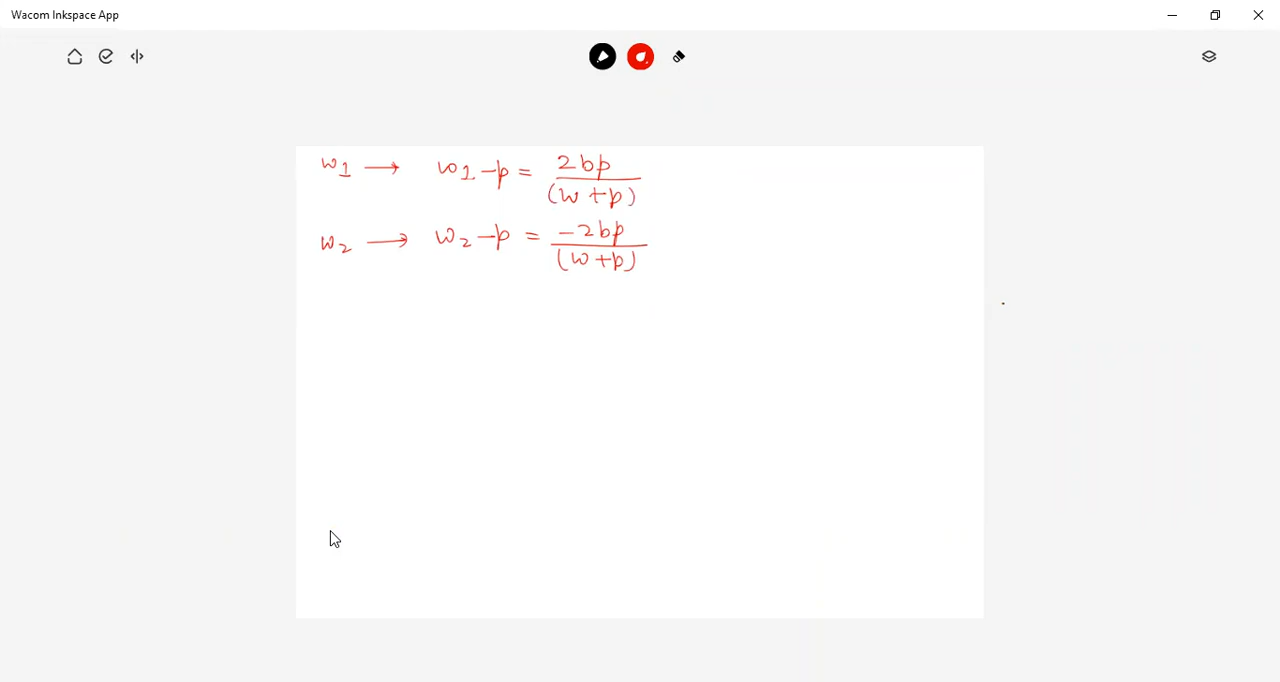 Wacom Inkspace App
w1 → w1 -p = 2bp / (w+p)
w2 → w2 -p = -2bp / (w+p)